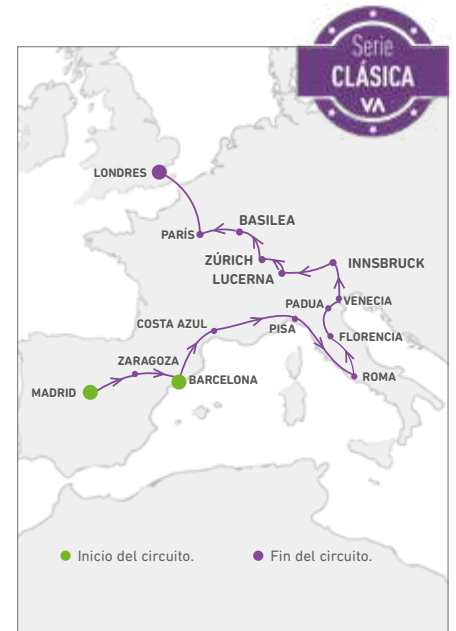 Serie
CLÁSICA
VA
LONDRES
PARÍS
BASILEA
ZÚRICH
LUCERNA
INNSBRUCK
PADUA
VENECIA
COSTA AZUL
PISA
FLORENCIA
ZARAGOZA
BARCELONA
ROMA
MADRID
Inicio del circuito.
Fin del circuito.